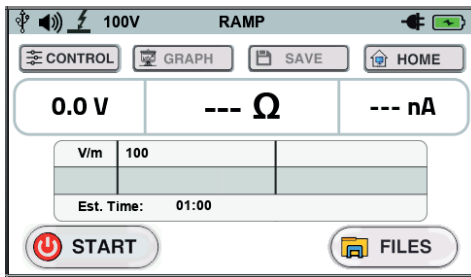 100V RAMP
CONTROL GRAPH SAVE HOME
0.0 V --- Ω --- nA
V/m 100
Est. Time: 01:00
START FILES